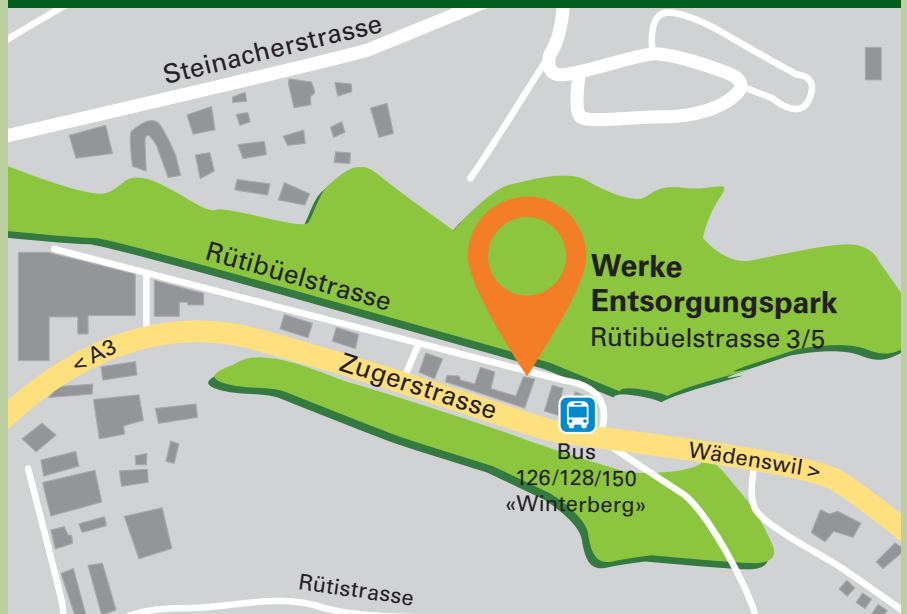 Steinacherstrasse
Rütibüelstrasse
Werke
Entsorgungspark
Rütibüelstrasse 3/5
< A3
Zugerstrasse
Bus
126/128/150
«Winterberg»
Wädenswil >
Rütistrasse